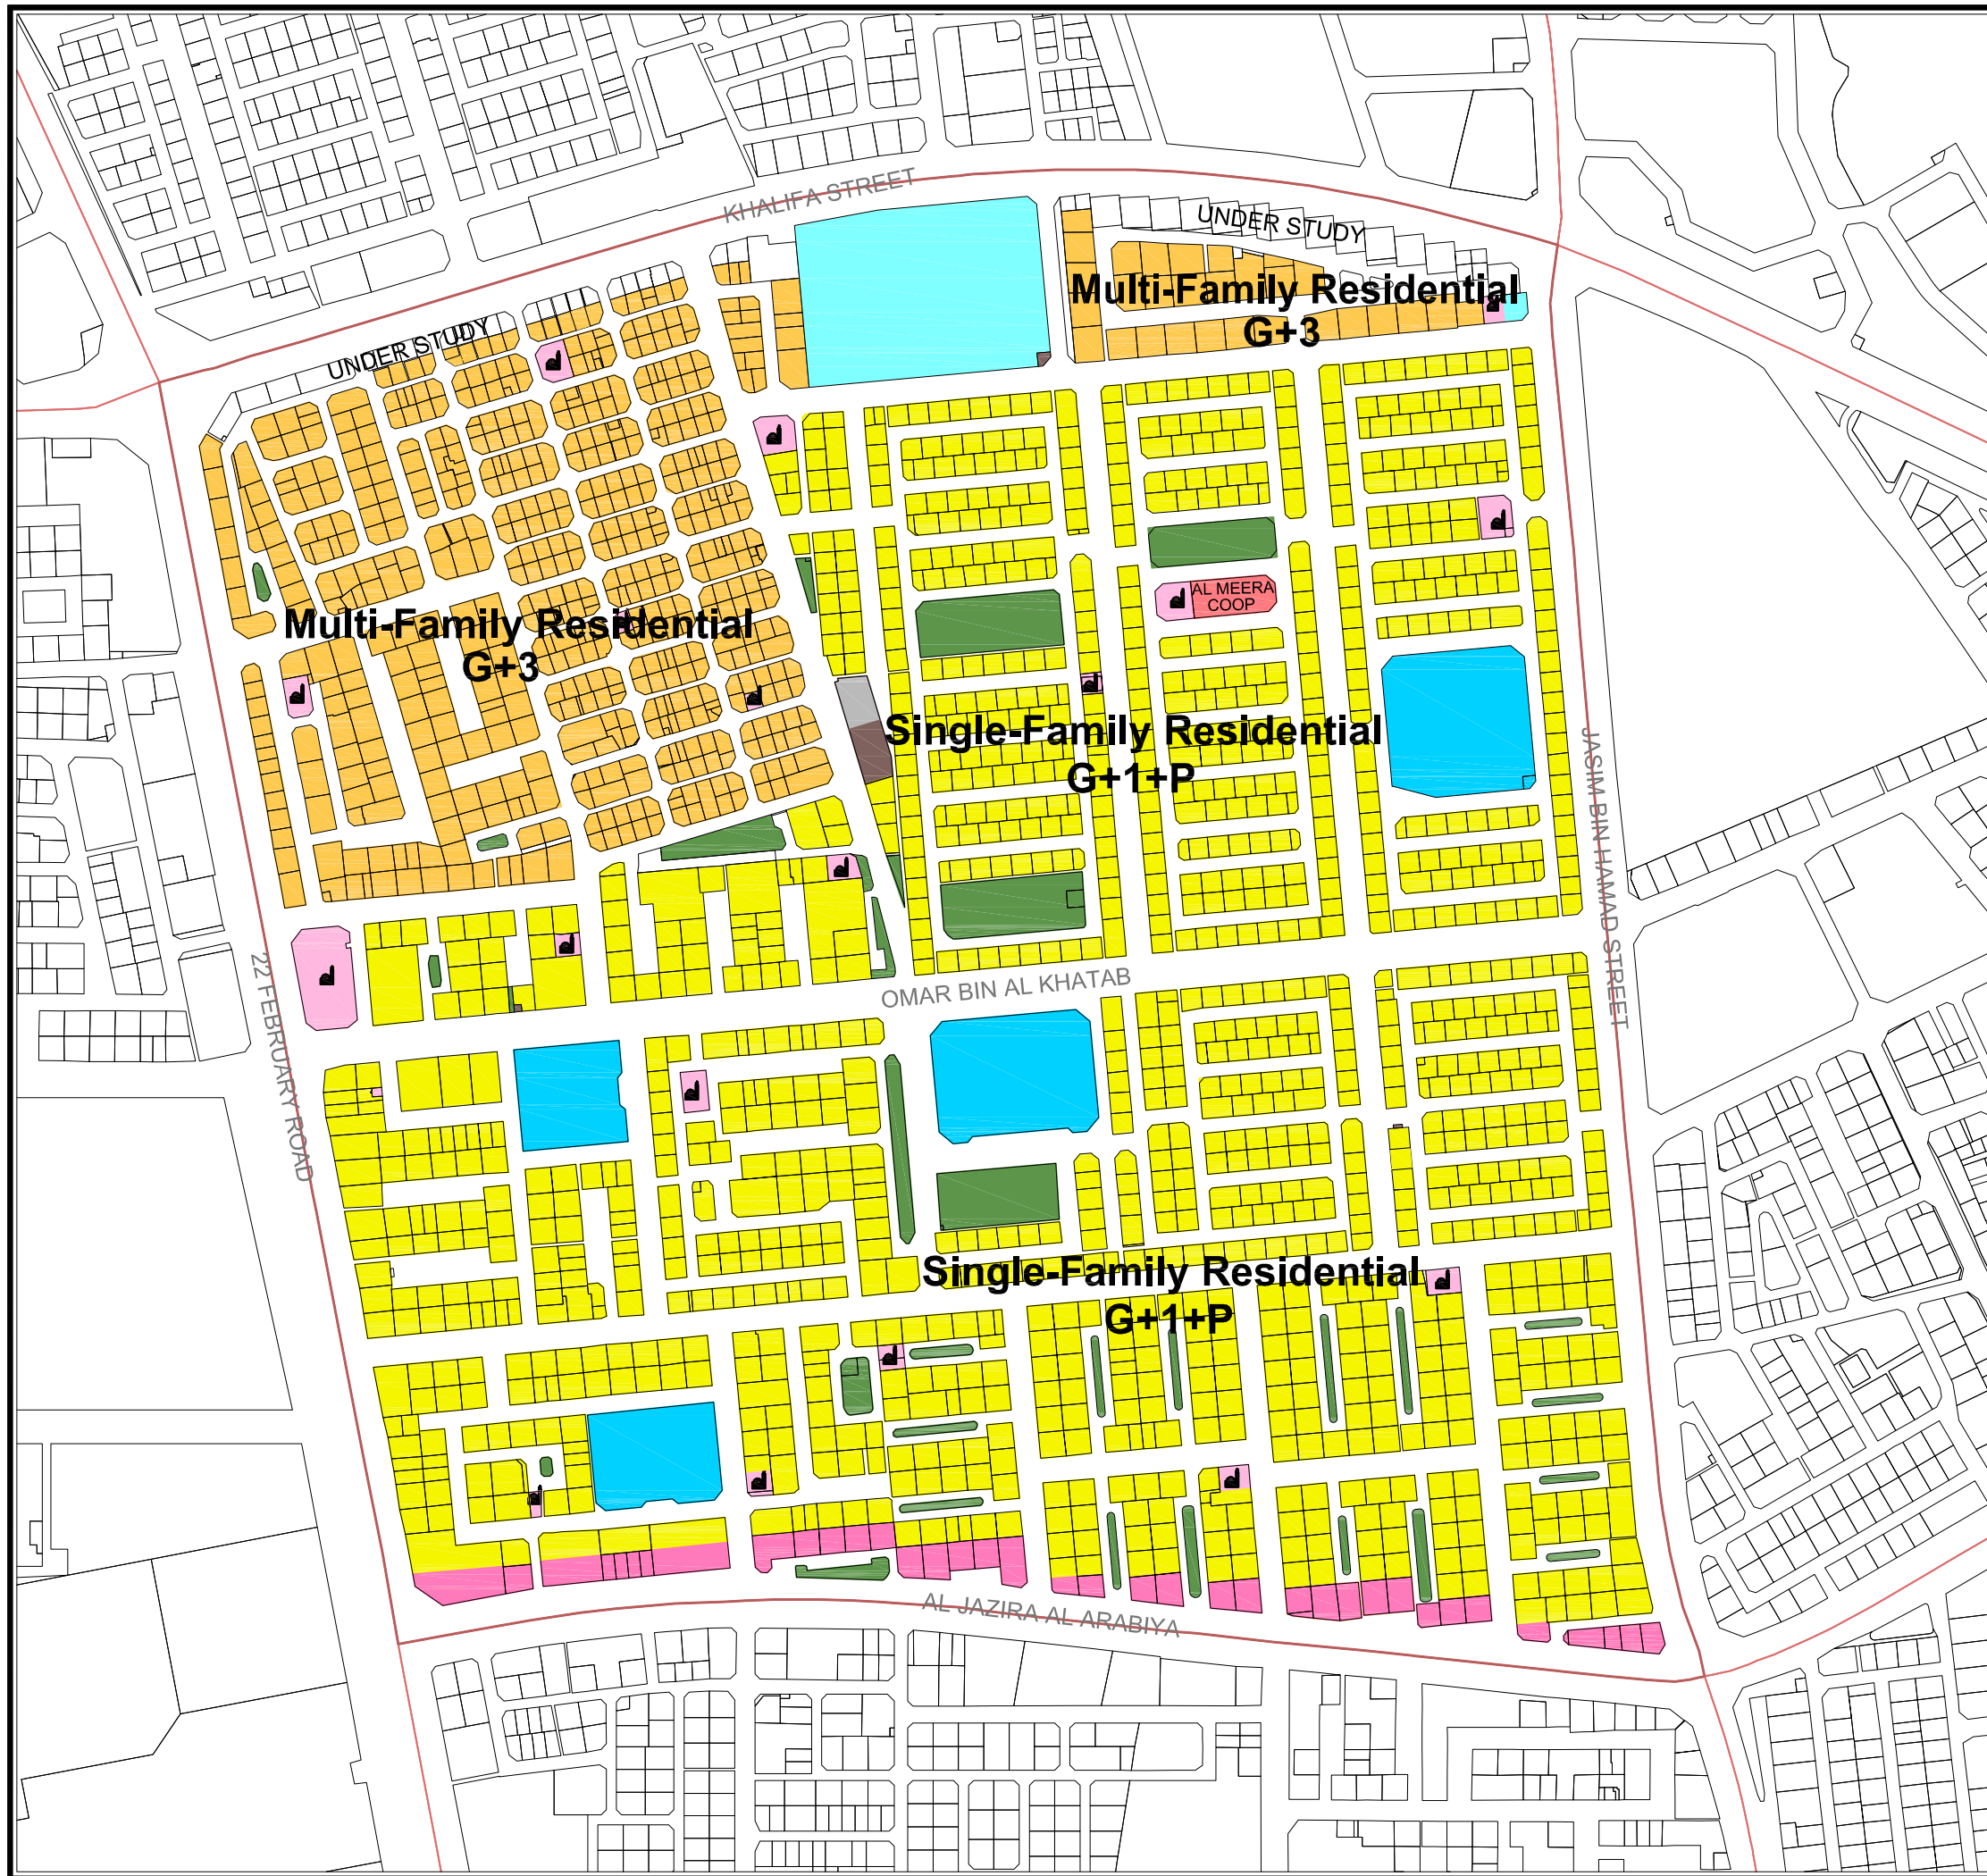 KHALIFA STREET
UNDER STUDY
Multi-Family Residential
G+3
UNDER STUDY
AL MEERA
COOP
Multi-Family Residential
G+3
Single-Family Residential
G+1+P
JASIM BIN HAMAD STREET
22 FEBRUARY ROAD
OMAR BIN AL KHATAB
Single-Family Residential
G+1+P
AL JAZIRA AL ARABIYA